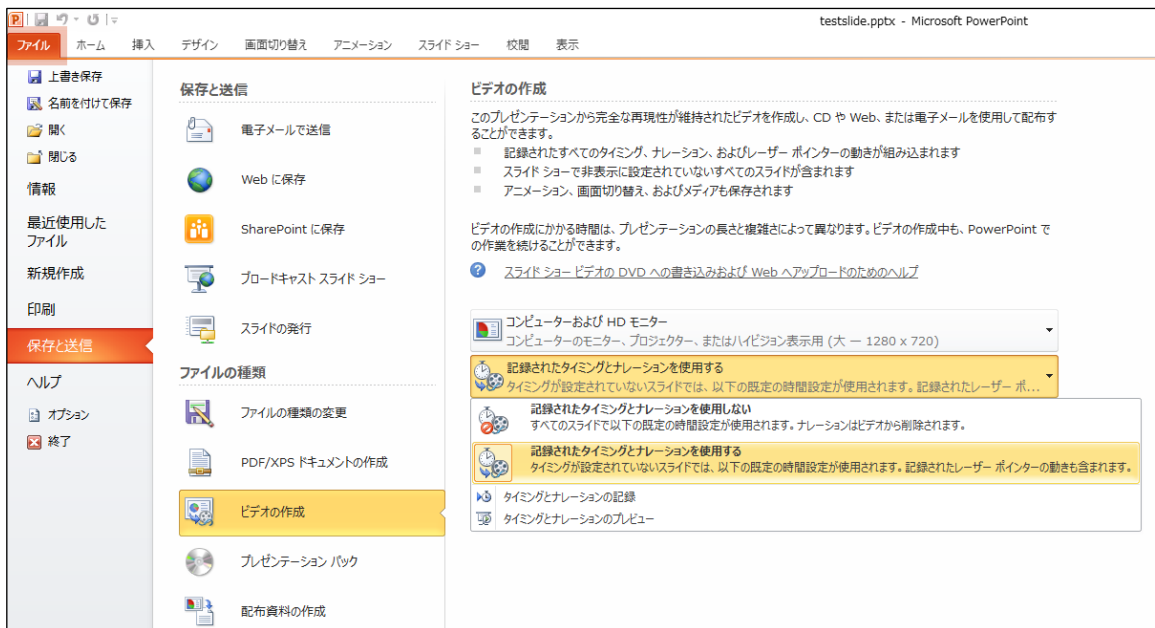 testslide.pptx - Microsoft PowerPoint
ファイル ホーム 挿入 デザイン 画面切り替え アニメーション スライド ショー 校閲 表示
上書き保存
名前を付けて保存
開く
閉じる
情報
最近使用した
ファイル
新規作成
印刷
保存と送信
ヘルプ
オプション
終了
保存と送信
電子メールで送信
Web に保存
SharePoint に保存
ブロードキャスト スライド ショー
スライドの発行
ファイルの種類
ファイルの種類の変更
PDF/XPS ドキュメントの作成
ビデオの作成
プレゼンテーション パック
配布資料の作成
ビデオの作成
このプレゼンテーションから完全な再現性が維持されたビデオを作成し、CD や Web、または電子メールを使用して配布す
ることができます。
記録されたすべてのタイミング、ナレーション、およびレーザー ポインターの動きが組み込まれます
スライド ショーで非表示に設定されていないすべてのスライドが含まれます
アニメーション、画面切り替え、およびメディアも保存されます
ビデオの作成にかかる時間は、プレゼンテーションの長さと複雑さによって異なります。ビデオの作成中も、PowerPoint で
の作業を続けることができます。
スライド ショー ビデオの DVD への書き込みおよび Web へアップロードのためのヘルプ
コンピューターおよび HD モニター
コンピューターのモニター、プロジェクター、またはハイビジョン表示用 (大 — 1280 x 720)
記録されたタイミングとナレーションを使用する
タイミングが設定されていないスライドでは、以下の既定の時間設定が使用されます。記録されたレーザー ポ...
記録されたタイミングとナレーションを使用しない
すべてのスライドで以下の既定の時間設定が使用されます。ナレーションはビデオから削除されます。
記録されたタイミングとナレーションを使用する
タイミングが設定されていないスライドでは、以下の既定の時間設定が使用されます。記録されたレーザー ポインターの動きも含まれます。
タイミングとナレーションの記録
タイミングとナレーションのプレビュー